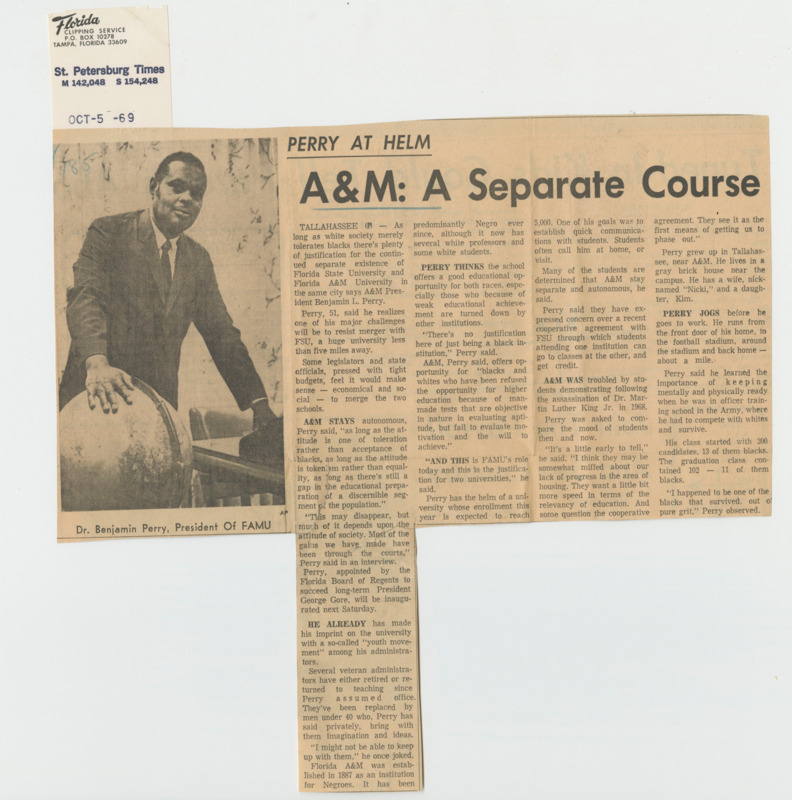 Florida
CLIPPING SERVICE
P.O. BOX 10278
TAMPA, FLORIDA 33609
St. Petersburg Times
M 142,048 S 154,248
OCT-5 -69
785
PERRY AT HELM
A&M: A Separate Course
AP
Dr. Benjamin Perry, President Of FAMU
TALLAHASSEE (AP) — As
long as white society merely
tolerates blacks there's plenty
of justification for the contin-
ued separate existence of
Florida State University and
Florida A&M University in
the same city says A&M Pres-
ident Benjamin L. Perry.
Perry, 51, said he realizes
one of his major challenges
will be to resist merger with
FSU, a huge university less
than five miles away.
Some legislators and state
officials, pressed with tight
budgets, feel it would make
sense — economical and so-
cial — to merge the two
schools.
A&M STAYS autonomous,
Perry said, "as long as the at-
titude is one of toleration
rather than acceptance of
blacks, as long as the attitude
is tokenism rather than equal-
ity, as long as there's still a
gap in the educational prepa-
ration of a discernible seg-
ment of the population."
"This may disappear, but
much of it depends upon the
attitude of society. Most of the
gains we have made have
been through the courts,"
Perry said in an interview.
Perry, appointed by the
Florida Board of Regents to
succeed long-term President
George Gore, will be inaugu-
rated next Saturday.
HE ALREADY has made
his imprint on the university
with a so-called "youth move-
ment" among his administra-
tors.
Several veteran administra-
tors have either retired or re-
turned to teaching since
Perry assumed office.
They've been replaced by
men under 40 who, Perry has
said privately, bring with
them imagination and ideas.
"I might not be able to keep
up with them," he once joked.
Florida A&M was estab-
lished in 1887 as an institution
for Negroes. It has been
predominantly Negro ever
since, although it now has
several white professors and
some white students.
PERRY THINKS the school
offers a good educational op-
portunity for both races, espe-
cially those who because of
weak educational achieve-
ment are turned down by
other institutions.
"There's no justification
here for just being a black in-
stitution," Perry said.
A&M, Perry said, offers op-
portunity for "blacks and
whites who have been refused
the opportunity for higher
education because of man-
made tests that are objective
in nature in evaluating apti-
tude, but fail to evaluate mo-
tivation and the will to
achieve."
"AND THIS is FAMU's role
today and this is the justifica-
tion for two universities," he
said.
Perry has the helm of a uni-
versity whose enrollment this
year is expected to reach
5,000. One of his goals was to
establish quick communica-
tions with students. Students
often call him at home, or
visit.
Many of the students are
determined that A&M stay
separate and autonomous, he
said.
Perry said they have ex-
pressed concern over a recent
cooperative agreement with
FSU through which students
attending one institution can
go to classes at the other, and
get credit.
A&M WAS troubled by stu-
dents demonstrating following
the assassination of Dr. Mar-
tin Luther King Jr. in 1968.
Perry was asked to com-
pare the mood of students
then and now.
"It's a little early to tell,"
he said. "I think they may be
somewhat miffed about our
lack of progress in the area of
housing. They want a little bit
more speed in terms of the
relevancy of education. And
some question the cooperative
agreement. They see it as the
first means of getting us to
phase out."
Perry grew up in Tallahas-
see, near A&M. He lives in a
gray brick house near the
campus. He has a wife, nick-
named "Nicki," and a daugh-
ter, Kim.
PERRY JOGS before he
goes to work. He runs from
the front door of his home, to
the football stadium, around
the stadium and back home —
about a mile.
Perry said he learned the
importance of keeping
mentally and physically ready
when he was in officer train-
ing school in the Army, where
he had to compete with whites
and survive.
His class started with 200
candidates, 13 of them blacks.
The graduation class con-
tained 102 — 11 of them
blacks.
"I happened to be one of the
blacks that survived, out of
pure grit," Perry observed.